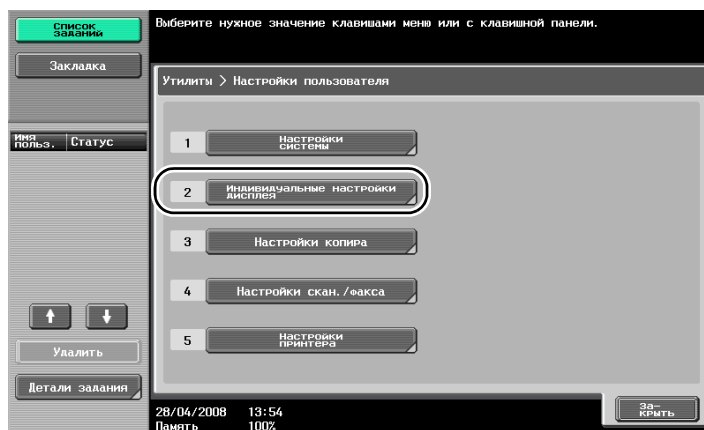 Список
заданий
Выберите нужное значение клавишами меню или с клавишной панели.
Закладка
Утилиты > Настройки пользователя
Имя
польз.
Статус
1
Настройки
системы
2
Индивидуальные настройки
дисплея
3
Настройки копира
4
Настройки скан./факса
5
Настройки
принтера
Удалить
Детали задания
За-
крыть
28/04/2008 13:54
Память 100%